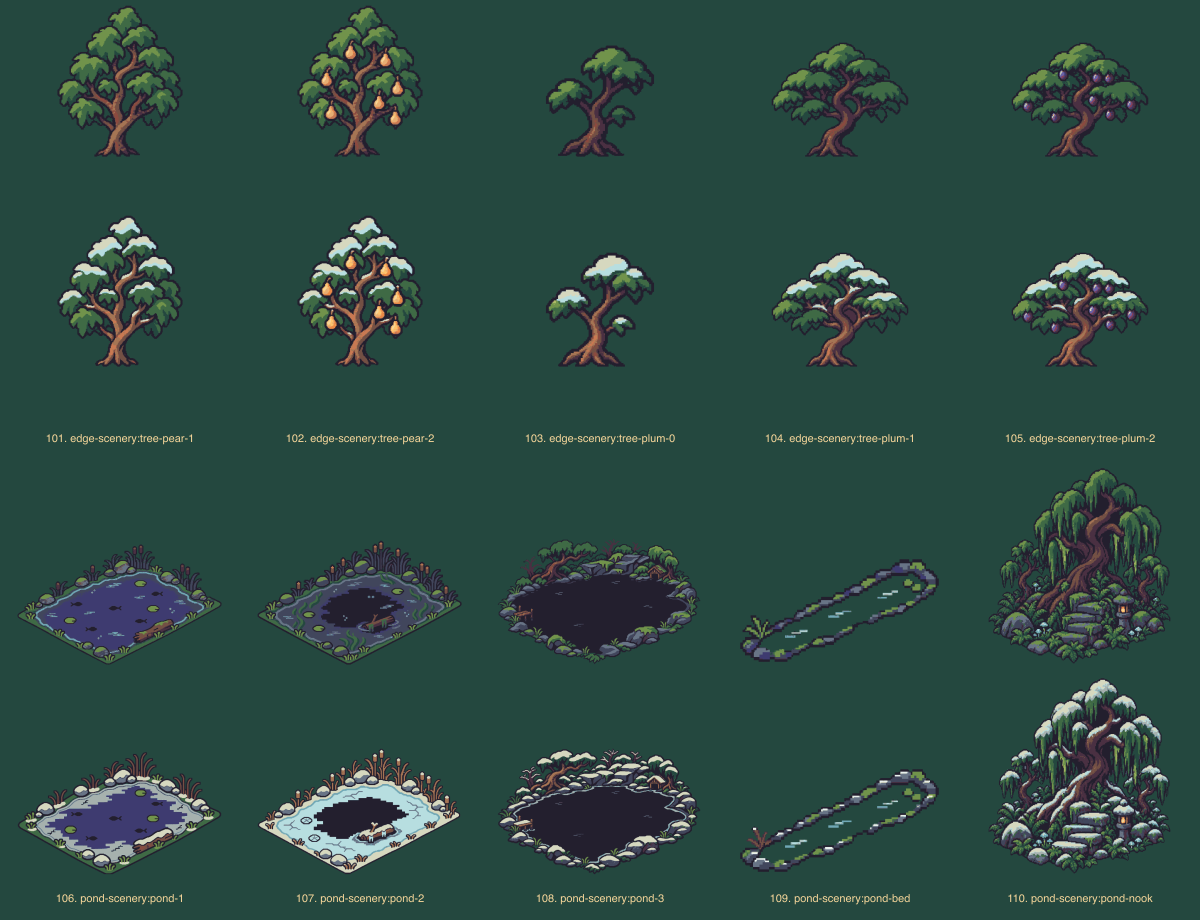 101. edge-scenery:tree-pear-1
102. edge-scenery:tree-pear-2
103. edge-scenery:tree-plum-0
104. edge-scenery:tree-plum-1
105. edge-scenery:tree-plum-2
106. pond-scenery:pond-1
107. pond-scenery:pond-2
108. pond-scenery:pond-3
109. pond-scenery:pond-bed
110. pond-scenery:pond-nook